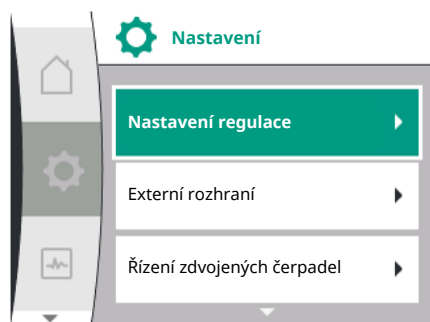 Nastavení
Nastavení regulace
Externí rozhraní
Řízení zdvojených čerpadel